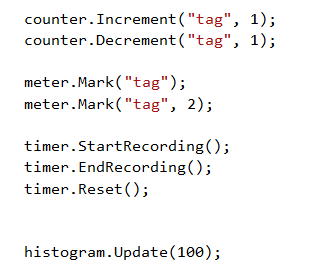 counter.Increment("tag", 1);
counter.Decrement("tag", 1);
meter.Mark("tag");
meter.Mark("tag", 2);
timer.StartRecording();
timer.EndRecording();
timer.Reset();
histogram.Update(100);